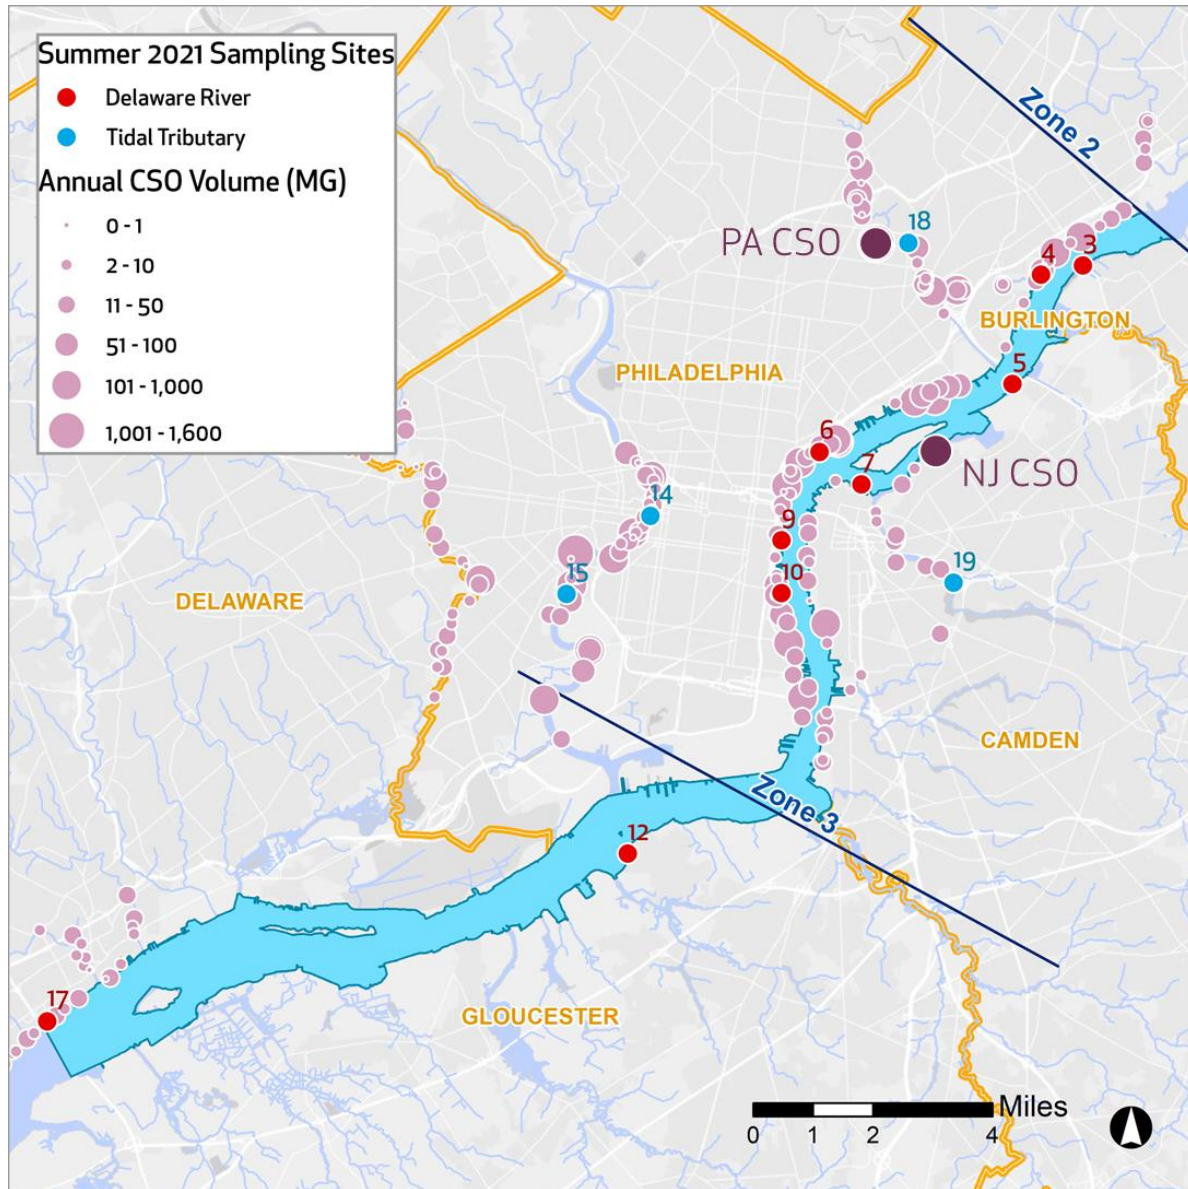 Summer 2021 Sampling Sites
Delaware River
Tidal Tributary
Annual CSO Volume (MG)
0 - 1
2 - 10
11 - 50
51 - 100
101 - 1,000
1,001 - 1,600
Zone 2
18
PA CSO
3
4
BURLINGTON
PHILADELPHIA
5
6
7
NJ CSO
14
9
19
15
10
DELAWARE
CAMDEN
Zone 3
12
17
GLOUCESTER
Miles
0 1 2 4